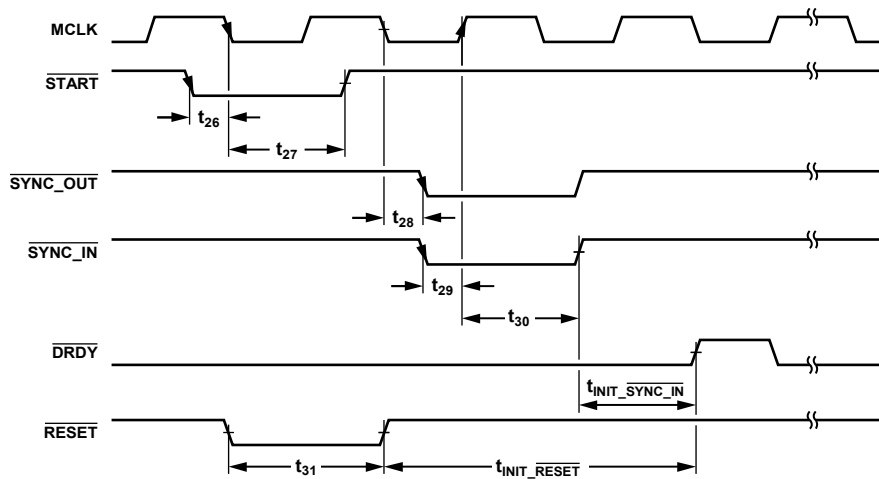 MCLK
START
t26
t27
SYNC_OUT
t28
SYNC_IN
t29
t30
DRDY
tINIT_SYNC_IN
RESET
t31
tINIT_RESET